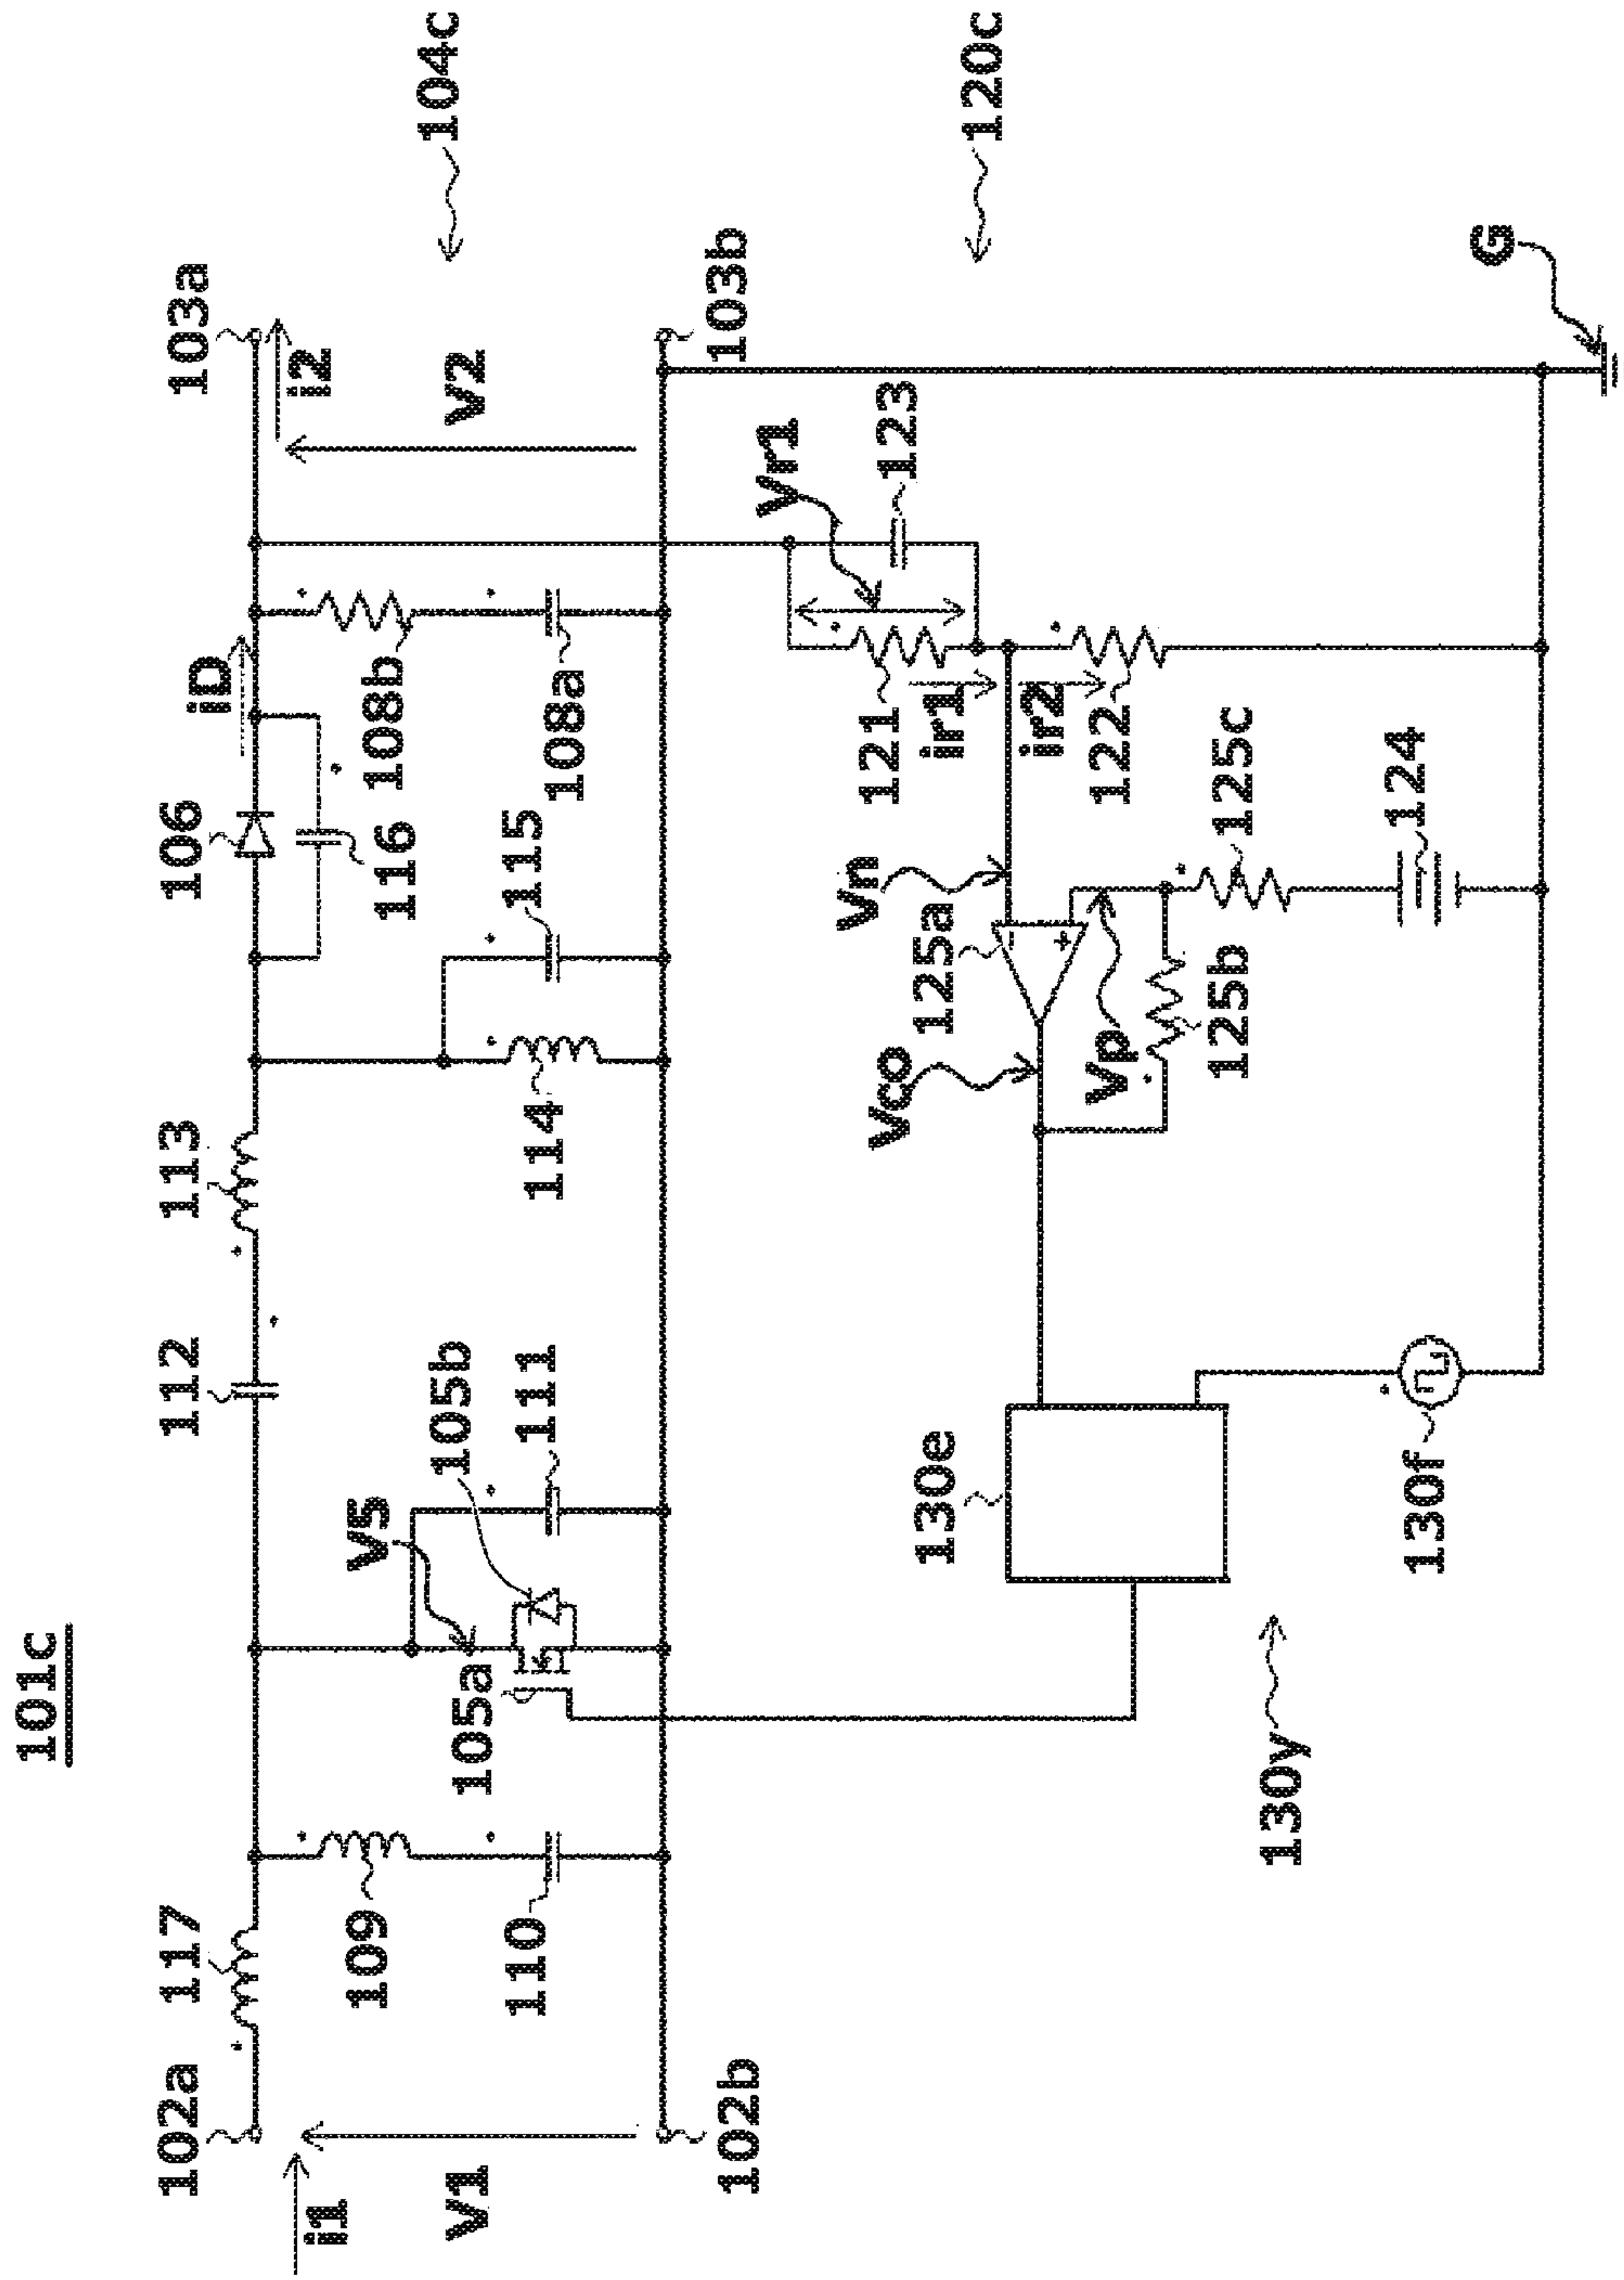 101c
102a
117
112
113
106
iD
103a
i1
V1
109
110
V5
105b
105a
111
114
115
116
108b
108a
i2
V2
104c
102b
103b
Vr1
123
121
ir1
ir2
122
Vn
125a
Vco
Vp
125b
125c
124
130e
130f
130y
120c
G